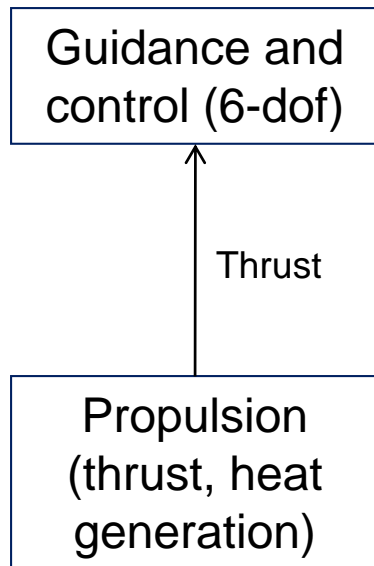 Guidance and
control (6-dof)
Thrust
Propulsion
(thrust, heat
generation)